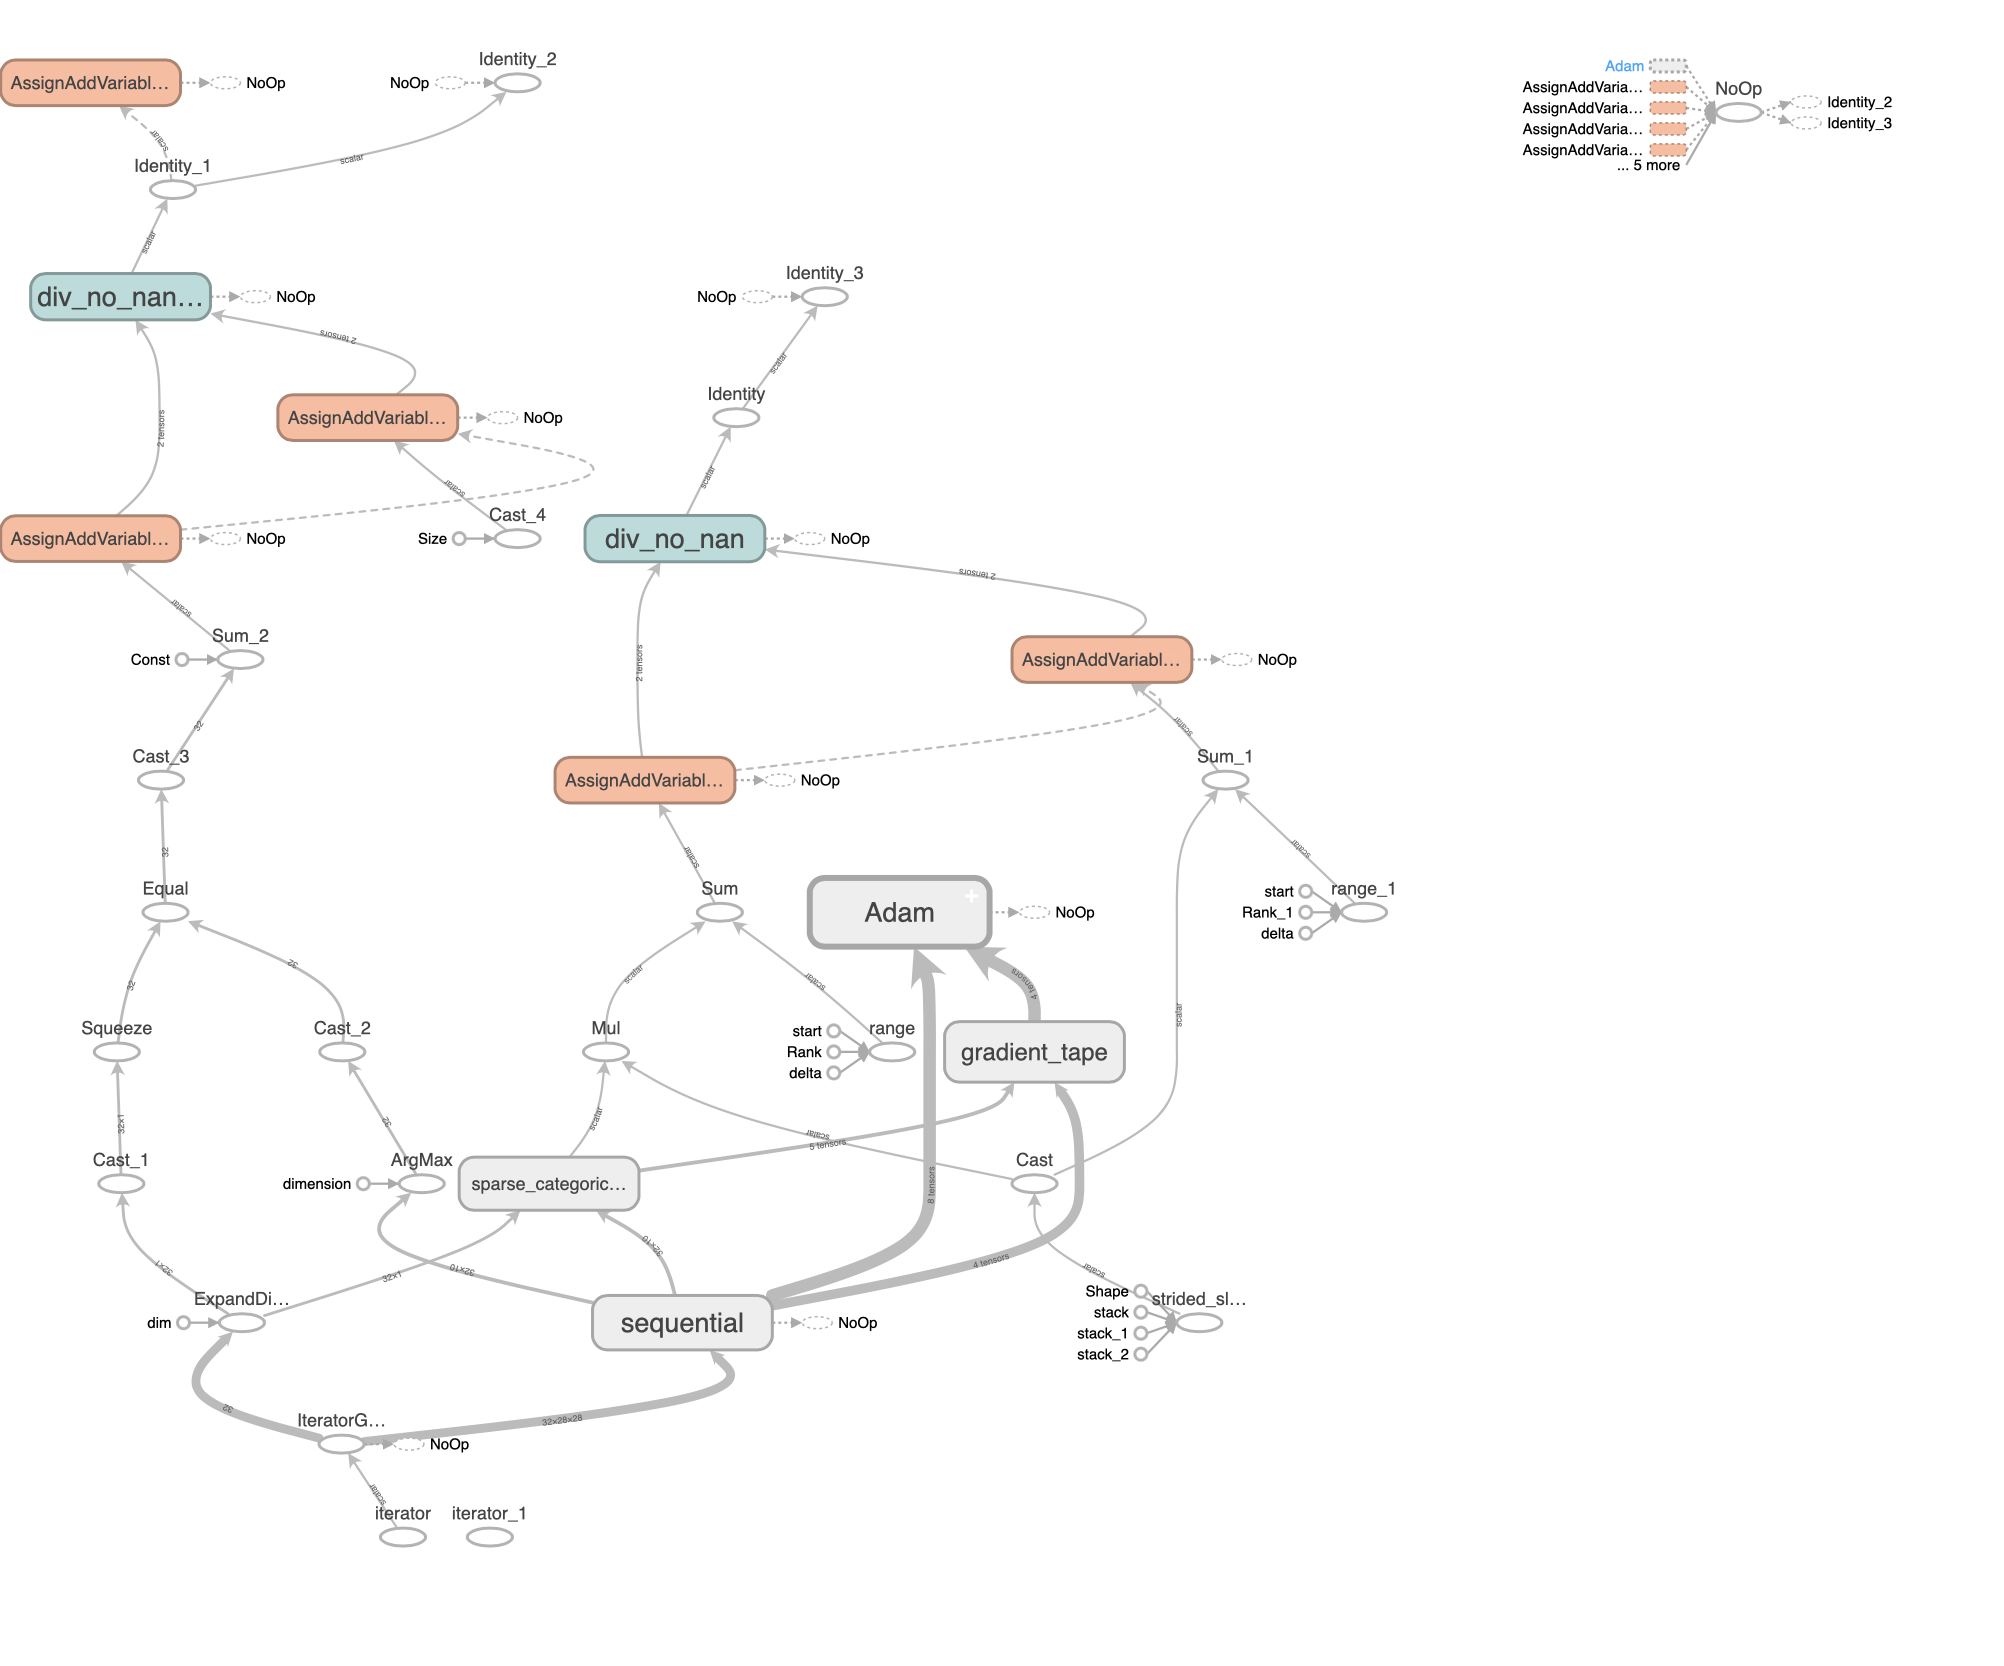 Identity_2
AssignAddVariabl…
NoOp
NoOp
scalar
scalar
Identity_1
scalar
Adam
AssignAddVaria…
AssignAddVaria…
AssignAddVaria…
AssignAddVaria…
... 5 more
NoOp
Identity_2
Identity_3
div_no_nan…
NoOp
2 tensors
Identity_3
NoOp
scalar
Identity
AssignAddVariabl…
NoOp
2 tensors
scalar
scalar
AssignAddVariabl…
NoOp
Cast_4
Size
div_no_nan
NoOp
2 tensors
scalar
Sum_2
Const
2 tensors
AssignAddVariabl…
NoOp
32
scalar
Cast_3
AssignAddVariabl…
NoOp
Sum_1
32
scalar
scalar
Equal
Sum
Adam
NoOp
start
Rank_1
delta
range_1
32
32
scalar
scalar
4 tensors
scalar
Squeeze
Cast_2
Mul
start
Rank
delta
range
gradient_tape
32x1
32
scalar
scalar
5 tensors
Cast_1
ArgMax
dimension
sparse_categoric…
8 tensors
Cast
32x1
32x10
32x1
32x10
4 tensors
scalar
ExpandDi…
dim
sequential
NoOp
Shape
stack
stack_1
stack_2
strided_sl…
32
32x28x28
IteratorG…
NoOp
scalar
iterator
iterator_1